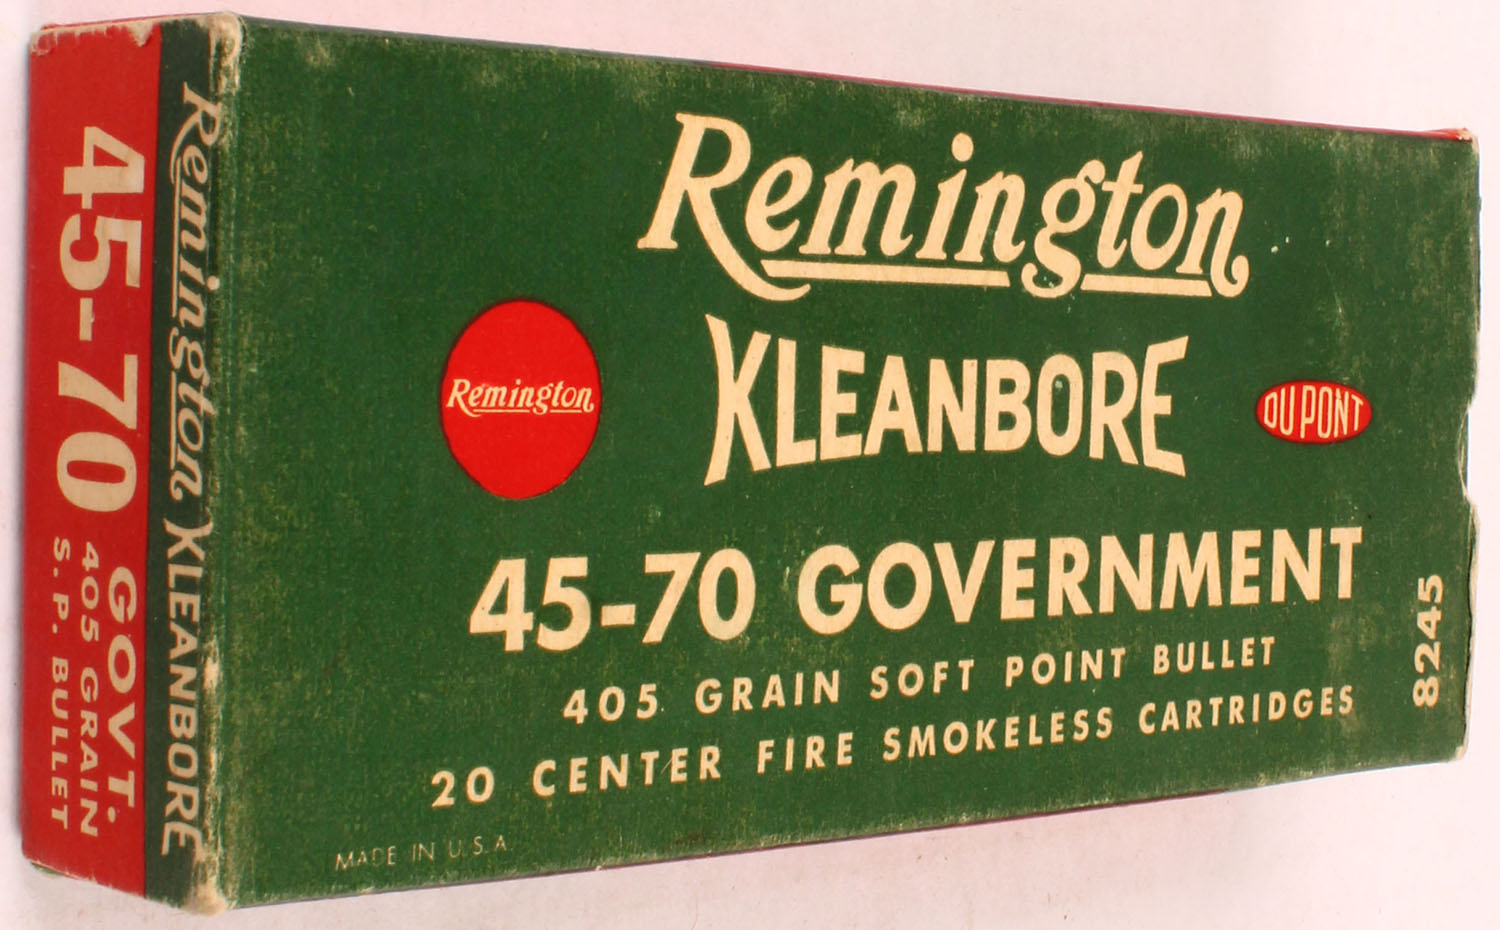 Remington
KLEANBORE
Remington
DU PONT
45-70 GOVERNMENT
405 GRAIN SOFT POINT BULLET
20 CENTER FIRE SMOKELESS CARTRIDGES
8245
MADE IN U.S.A
Remington KLEANBORE
45-70 GOVT.
405 GRAIN
S.P. BULLET